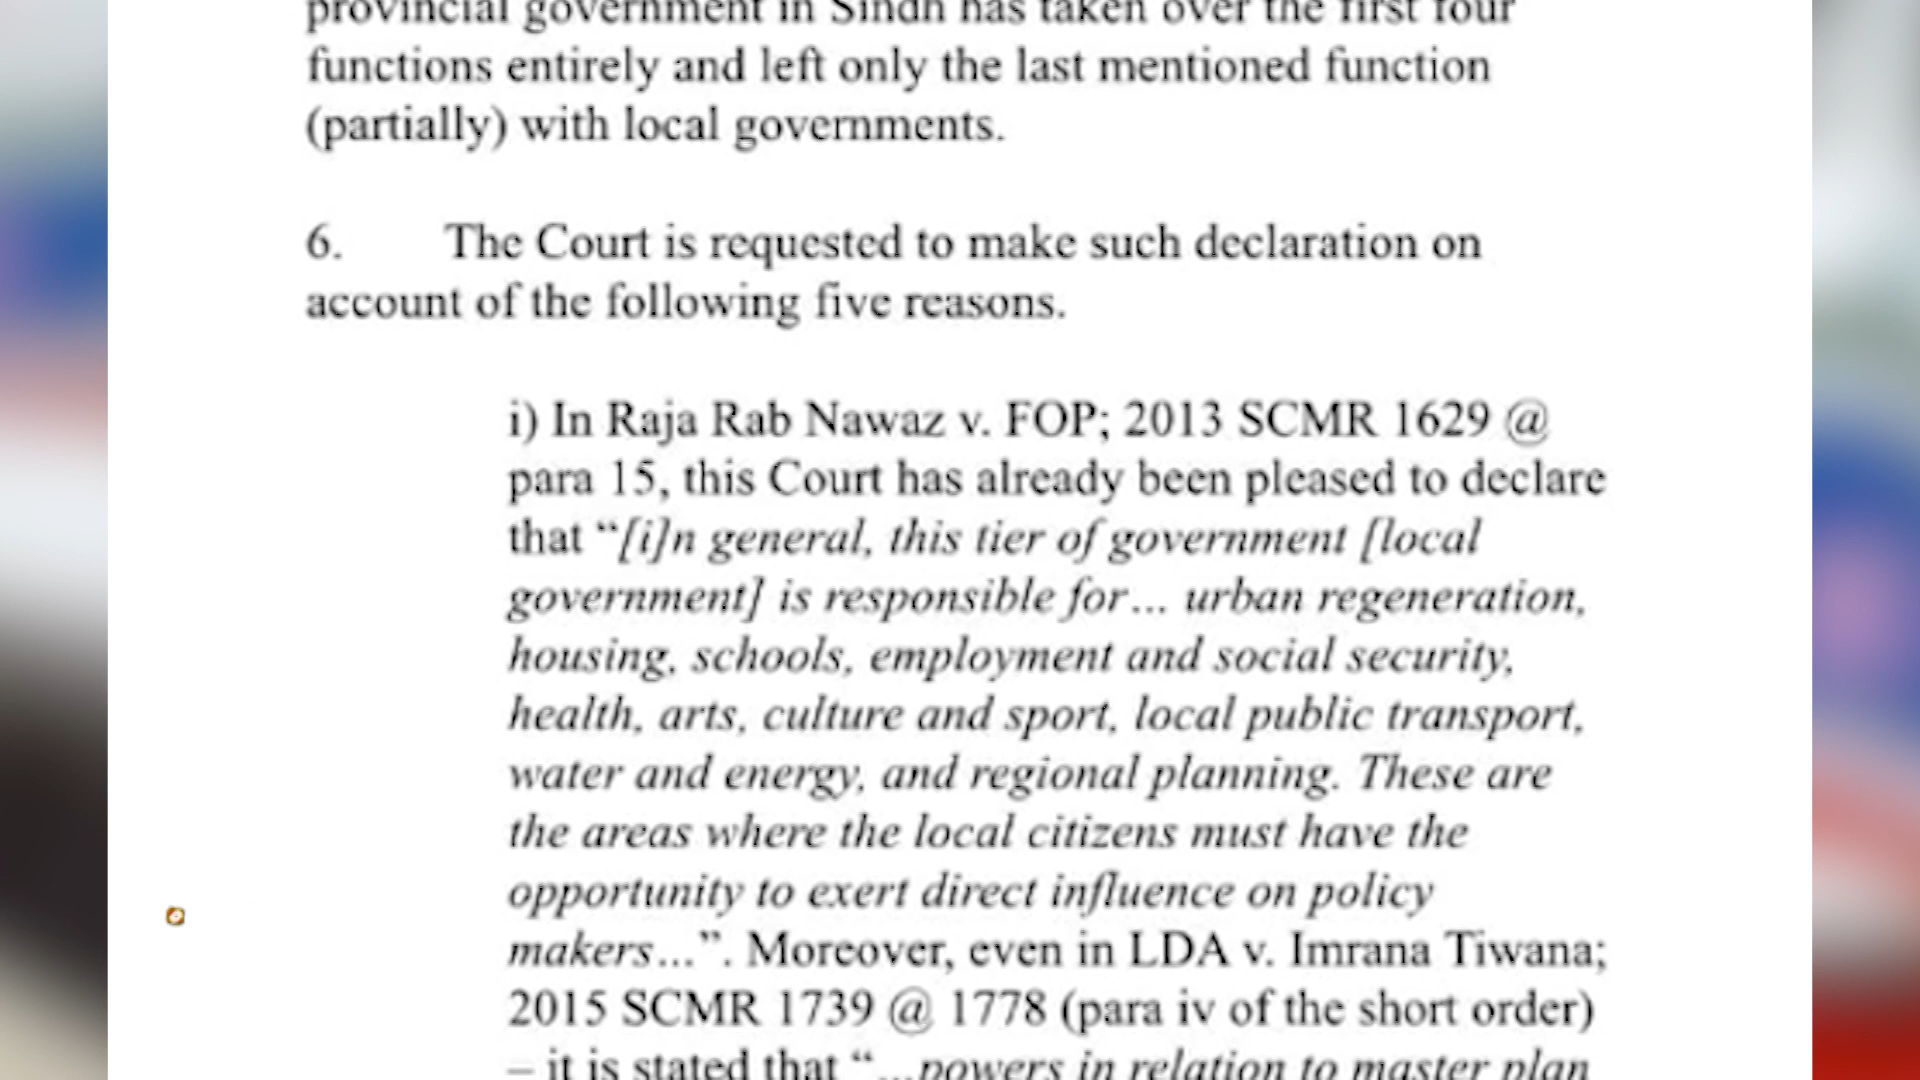 provincial government in Sindh has taken over the first four
functions entirely and left only the last mentioned function
(partially) with local governments.
6. The Court is requested to make such declaration on
account of the following five reasons.
i) In Raja Rab Nawaz v. FOP; 2013 SCMR 1629 @
para 15, this Court has already been pleased to declare
that “[i]n general, this tier of government [local
government] is responsible for… urban regeneration,
housing, schools, employment and social security,
health, arts, culture and sport, local public transport,
water and energy, and regional planning. These are
the areas where the local citizens must have the
opportunity to exert direct influence on policy
makers…”. Moreover, even in LDA v. Imrana Tiwana;
2015 SCMR 1739 @ 1778 (para iv of the short order)
– it is stated that “…powers in relation to master plan